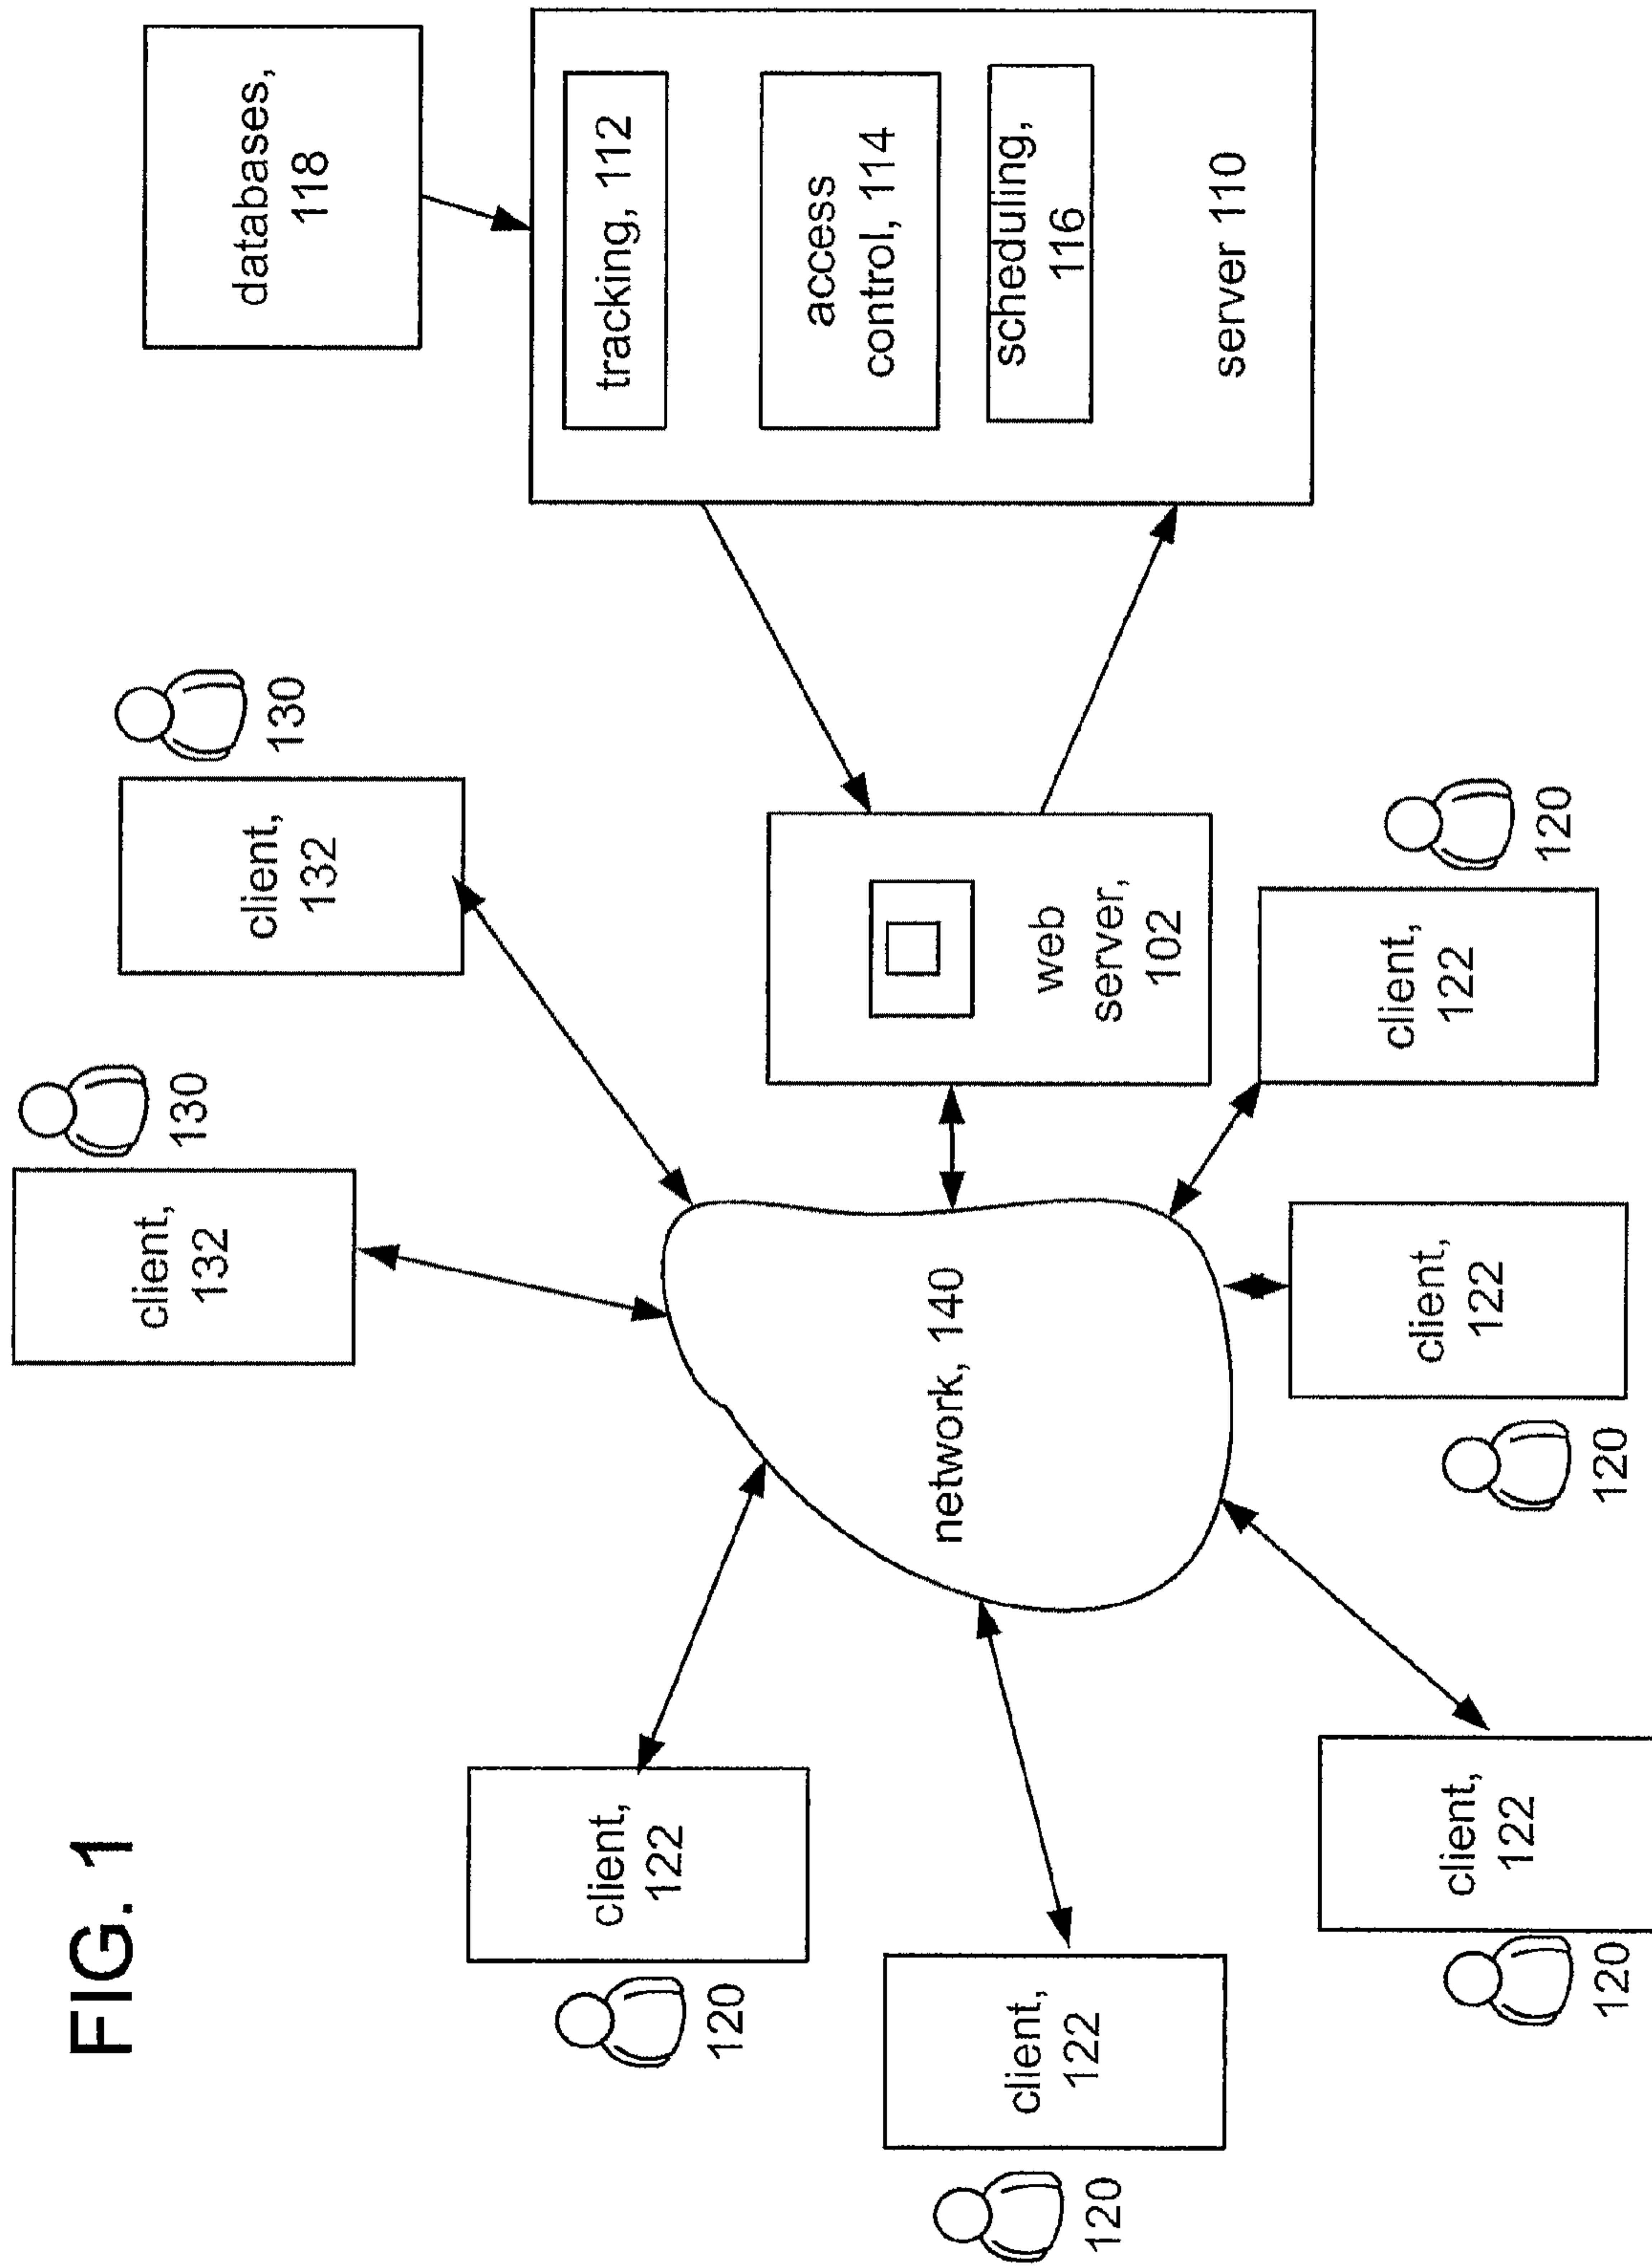 FIG. 1
client,
132
130
client,
132
130
databases,
118
tracking, 112
access
control, 114
scheduling,
116
server 110
web
server,
102
network, 140
client,
122
120
client,
122
120
client,
122
120
client,
122
120
client,
122
120